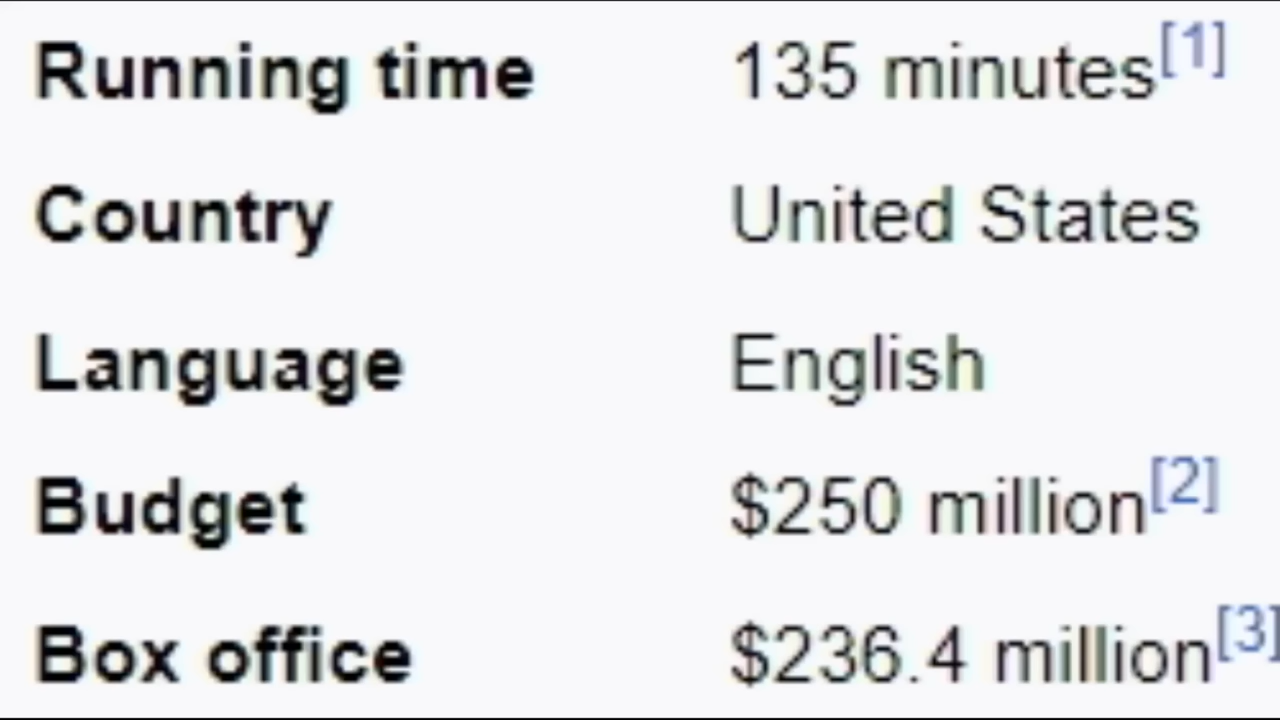 Running time 135 minutes[1]
Country United States
Language English
Budget $250 million[2]
Box office $236.4 million[3]